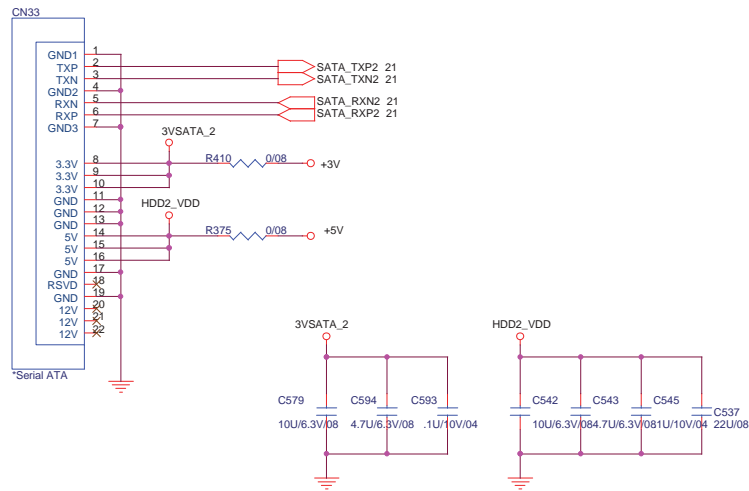 CN33
GND1 1
TXP 2 SATA_TXP2 21
TXN 3 SATA_TXN2 21
GND2 4
RXN 5 SATA_RXN2 21
RXP 6 SATA_RXP2 21
GND3 7
3VSATA_2
3.3V 8 R410 0/08 +3V
3.3V 9
3.3V 10
GND 11
GND 12 HDD2_VDD
GND 13
5V 14 R375 0/08 +5V
5V 15
5V 16
GND 17
RSVD 18
GND 19
12V 20
12V 21
12V 22
*Serial ATA
3VSATA_2 HDD2_VDD
C579 C594 C593 C542 C543 C545 C537
10U/6.3V/08 4.7U/6.3V/08 .1U/10V/04 10U/6.3V/08 4.7U/6.3V/08 1U/10V/04 22U/08